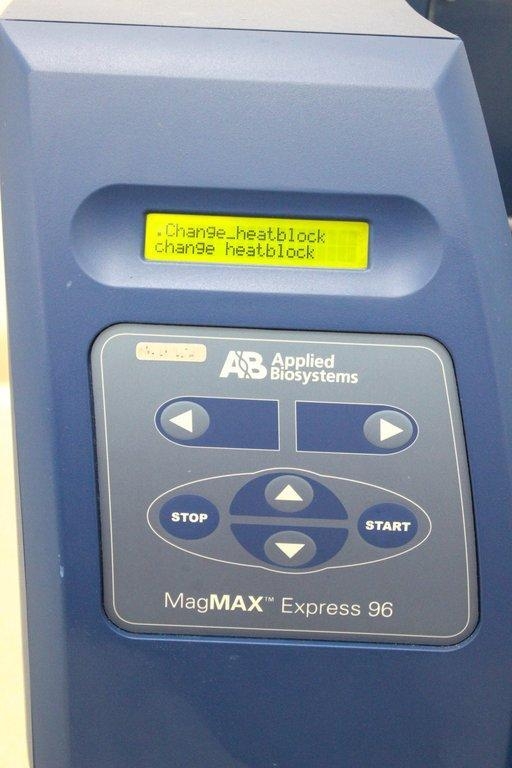 .Change_heatblock
change heatblock
AB Applied
Biosystems
STOP
START
MagMAX™ Express 96